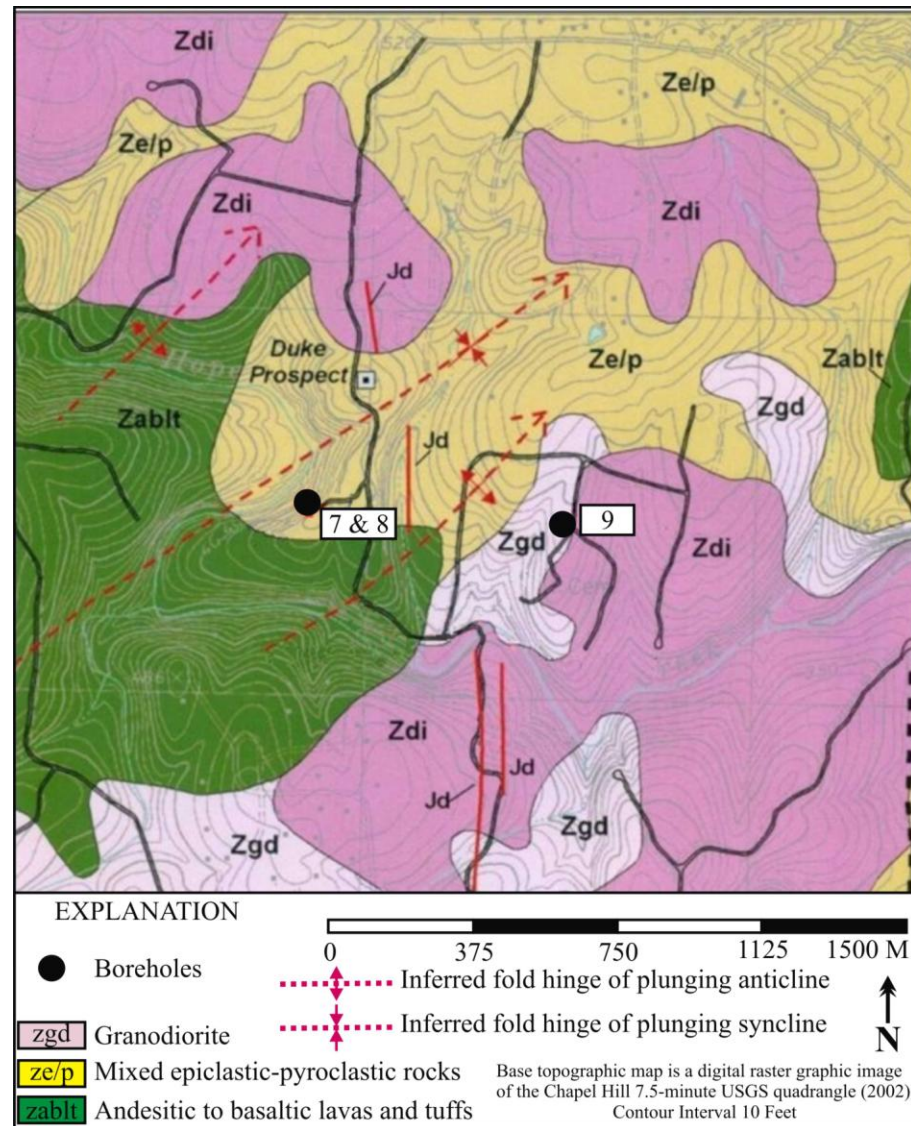 Zdi
Ze/p
Ze/p
Zdi
Zdi
Jd
Duke
Prospect
Ze/p
Zablt
Hope
Zablt
Zgd
Jd
7 & 8
9
Zgd
Zdi
Cem
Zdi
Jd
Jd
Zgd
Zgd
EXPLANATION
Boreholes
0 375 750 1125 1500 M
Inferred fold hinge of plunging anticline
Inferred fold hinge of plunging syncline
N
zgd Granodiorite
ze/p Mixed epiclastic-pyroclastic rocks
zablt Andesitic to basaltic lavas and tuffs
Base topographic map is a digital raster graphic image
of the Chapel Hill 7.5-minute USGS quadrangle (2002)
Contour Interval 10 Feet